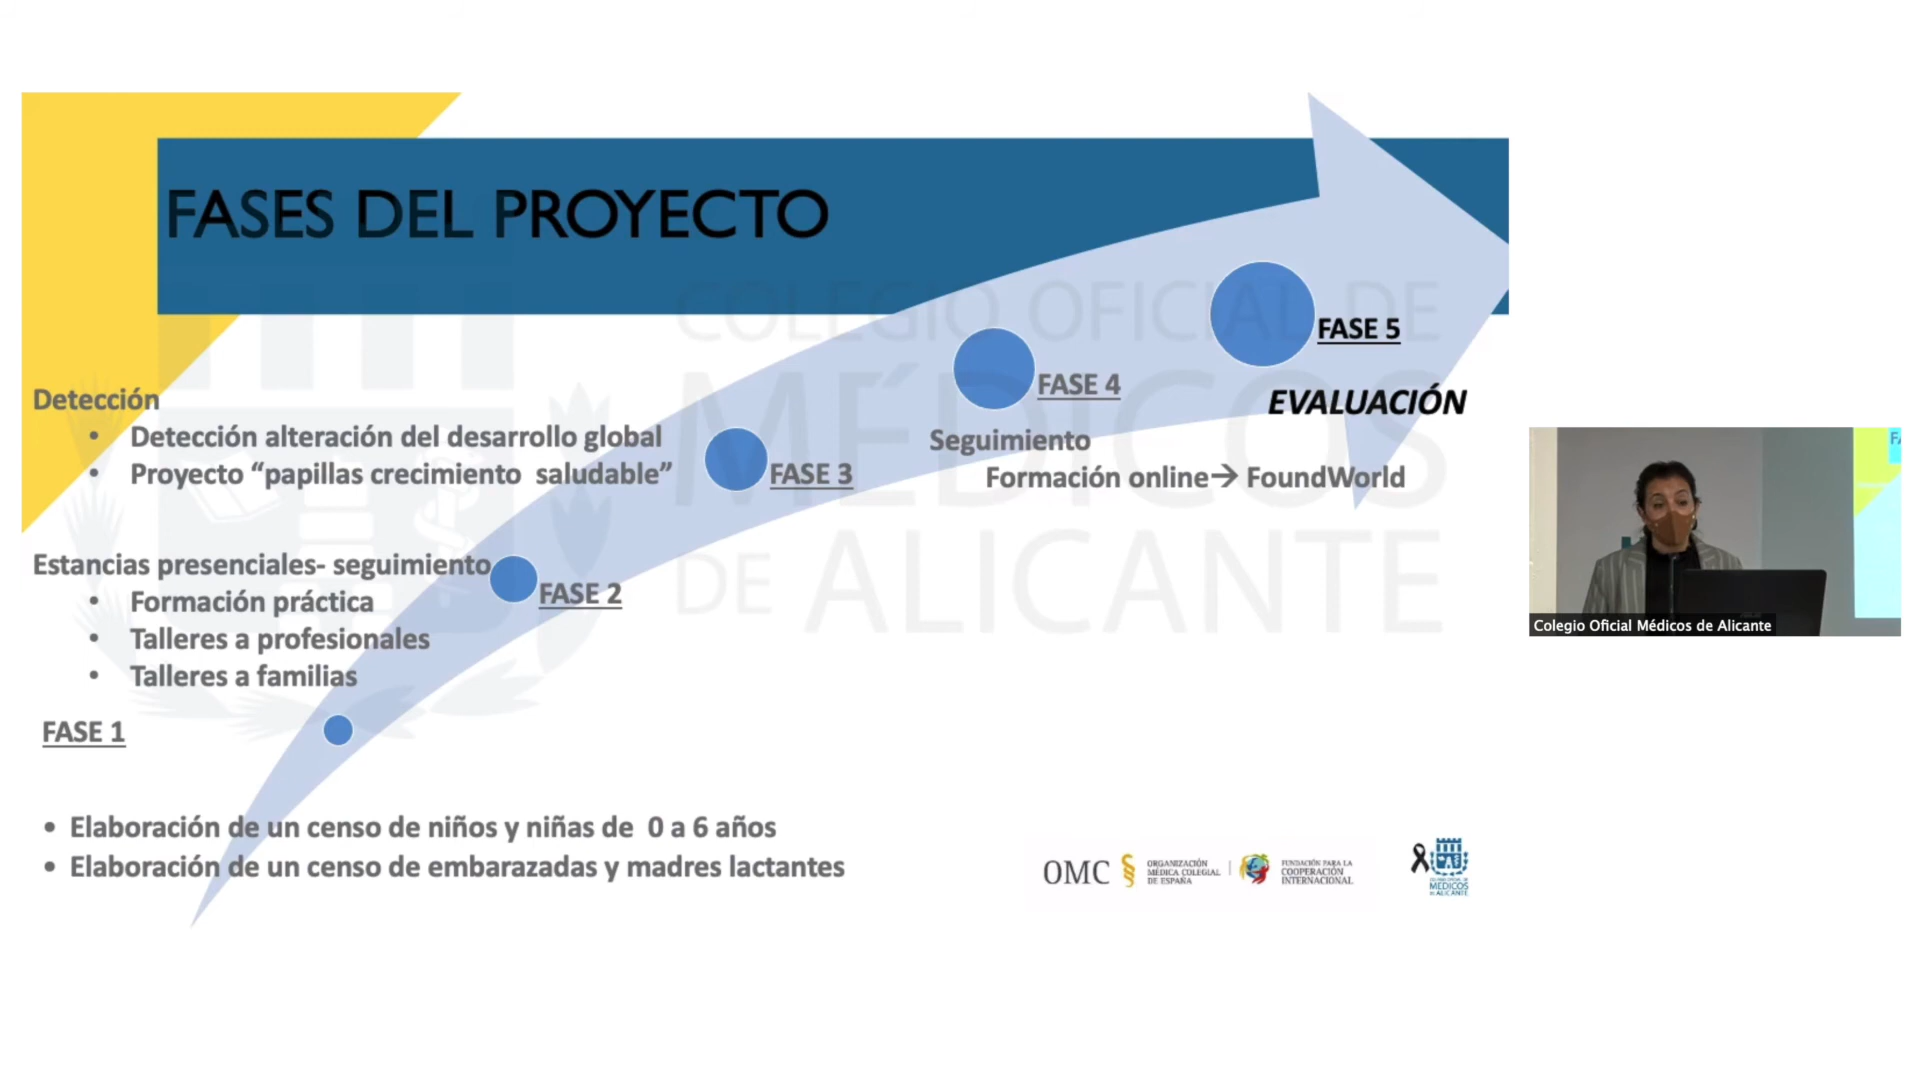 FASES DEL PROYECTO
COLEGIO OFICIAL DE
MÉDICOS
DE ALICANTE
FASE 5
EVALUACIÓN
FASE 4
Seguimiento
Formación online→ FoundWorld
Detección
• Detección alteración del desarrollo global
• Proyecto “papillas crecimiento saludable”
FASE 3
Estancias presenciales- seguimiento
• Formación práctica
• Talleres a profesionales
• Talleres a familias
FASE 2
FASE 1
• Elaboración de un censo de niños y niñas de 0 a 6 años
• Elaboración de un censo de embarazadas y madres lactantes
OMC
ORGANIZACIÓN
MÉDICA COLEGIAL
DE ESPAÑA
FUNDACIÓN PARA LA
COOPERACIÓN
INTERNACIONAL
MÉDICOS
DE ALICANTE
Colegio Oficial Médicos de Alicante